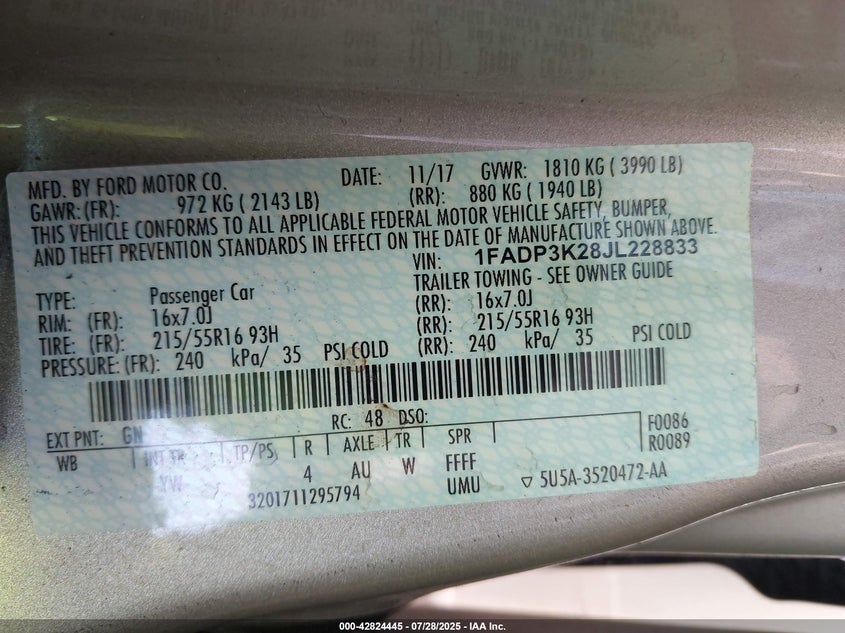 MFD. BY FORD MOTOR CO. DATE: 11/17 GVWR: 1810 KG ( 3990 LB)
GAWR: (FR): 972 KG ( 2143 LB) (RR): 880 KG ( 1940 LB)
THIS VEHICLE CONFORMS TO ALL APPLICABLE FEDERAL MOTOR VEHICLE SAFETY, BUMPER,
AND THEFT PREVENTION STANDARDS IN EFFECT ON THE DATE OF MANUFACTURE SHOWN ABOVE.
VIN: 1FADP3K28JL228833
TYPE: Passenger Car TRAILER TOWING - SEE OWNER GUIDE
RIM: (FR): 16x7.0J (RR): 16x7.0J
TIRE: (FR): 215/55R16 93H (RR): 215/55R16 93H
PRESSURE: (FR): 240 kPa/ 35 PSI COLD (RR): 240 kPa/ 35 PSI COLD
EXT PNT: GN RC: 48 DSO: F0086
WB INT TR TP/PS R AXLE TR SPR R0089
YW 4 AU W FFFF
3201711295794 UMU ▽ 5U5A-3520472-AA
000-42824445 - 07/28/2025 - IAA Inc.